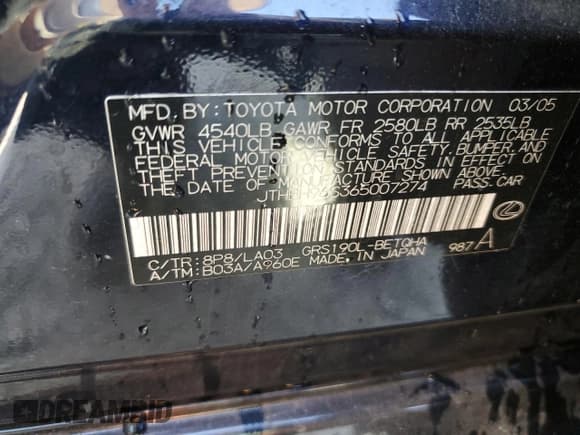 MFD. BY: TOYOTA MOTOR CORPORATION 03/05
GVWR 4540LB GAWR FR 2580LB RR 2535LB
THIS VEHICLE CONFORMS TO ALL APPLICABLE
FEDERAL MOTOR VEHICLE SAFETY, BUMPER, AND
THEFT PREVENTION STANDARDS IN EFFECT ON
THE DATE OF MANUFACTURE SHOWN ABOVE.
PASS. CAR
C/TR: 8P8/LA03 GRS190L-BETQHA
A/TM: B03A/A960E MADE IN JAPAN 987 A
DREAMBID